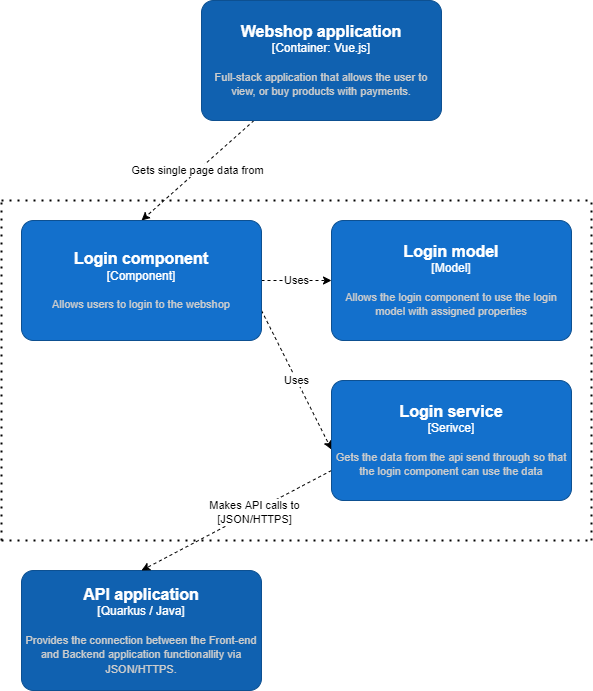 Webshop application
[Container: Vue.js]
Full-stack application that allows the user to
view, or buy products with payments.
Gets single page data from
Login component
[Component]
Allows users to login to the webshop
Uses
Login model
[Model]
Allows the login component to use the login
model with assigned properties
Uses
Login service
[Serivce]
Gets the data from the api send through so that
the login component can use the data
Makes API calls to
[JSON/HTTPS]
API application
[Quarkus / Java]
Provides the connection between the Front-end
and Backend application functionallity via
JSON/HTTPS.